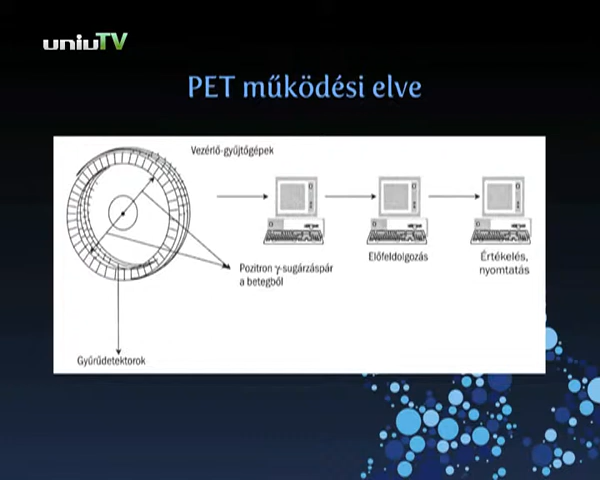 uniuTV
PET működési elve
Vezérlő-gyűjtőgépek
Pozitron γ-sugárzáspár
a betegből
Előfeldolgozás
Értékelés,
nyomtatás
Gyűrűdetektorok